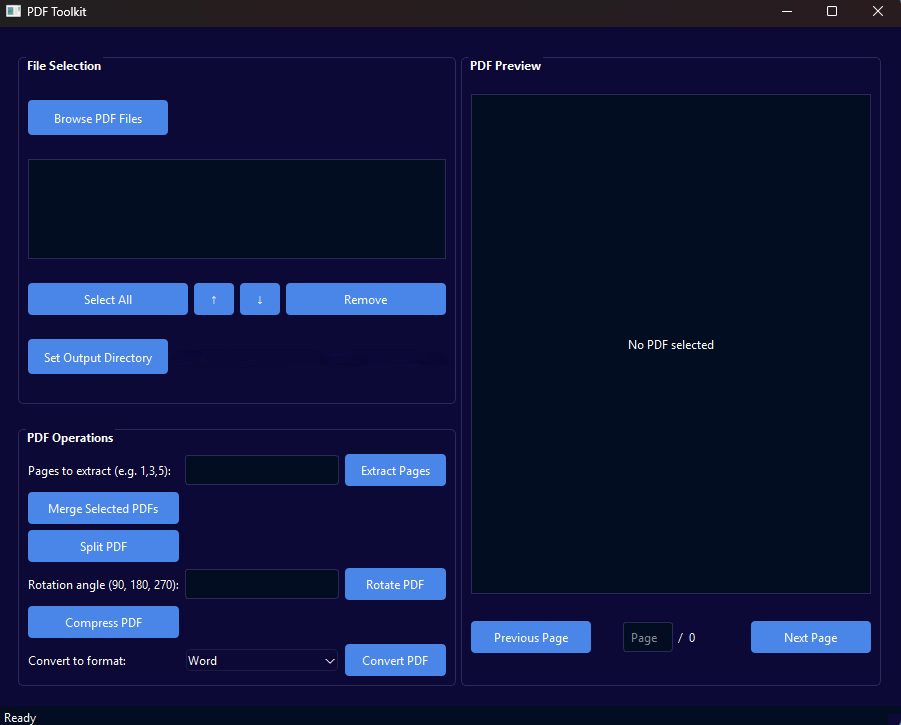 PDF Toolkit
File Selection
Browse PDF Files
Select All ↑ ↓ Remove
Set Output Directory
PDF Operations
Pages to extract (e.g. 1,3,5): Extract Pages
Merge Selected PDFs
Split PDF
Rotation angle (90, 180, 270): Rotate PDF
Compress PDF
Convert to format: Word Convert PDF
PDF Preview
No PDF selected
Previous Page Page / 0 Next Page
Ready